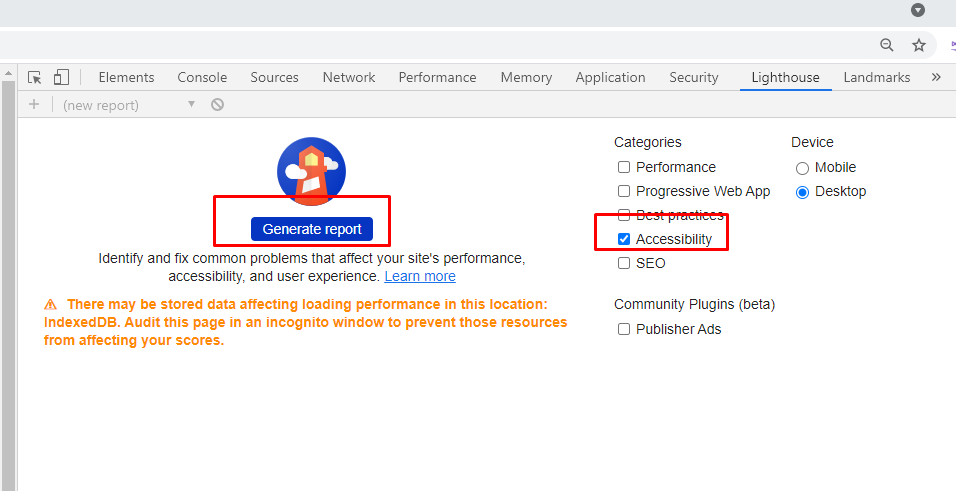 Elements Console Sources Network Performance Memory Application Security Lighthouse Landmarks »
+ (new report) ▼
Categories Device
Performance Mobile
Progressive Web App Desktop
Best practices
Generate report
Accessibility
Identify and fix common problems that affect your site's performance,
accessibility, and user experience. Learn more
SEO
There may be stored data affecting loading performance in this location:
IndexedDB. Audit this page in an incognito window to prevent those resources
from affecting your scores.
Community Plugins (beta)
Publisher Ads